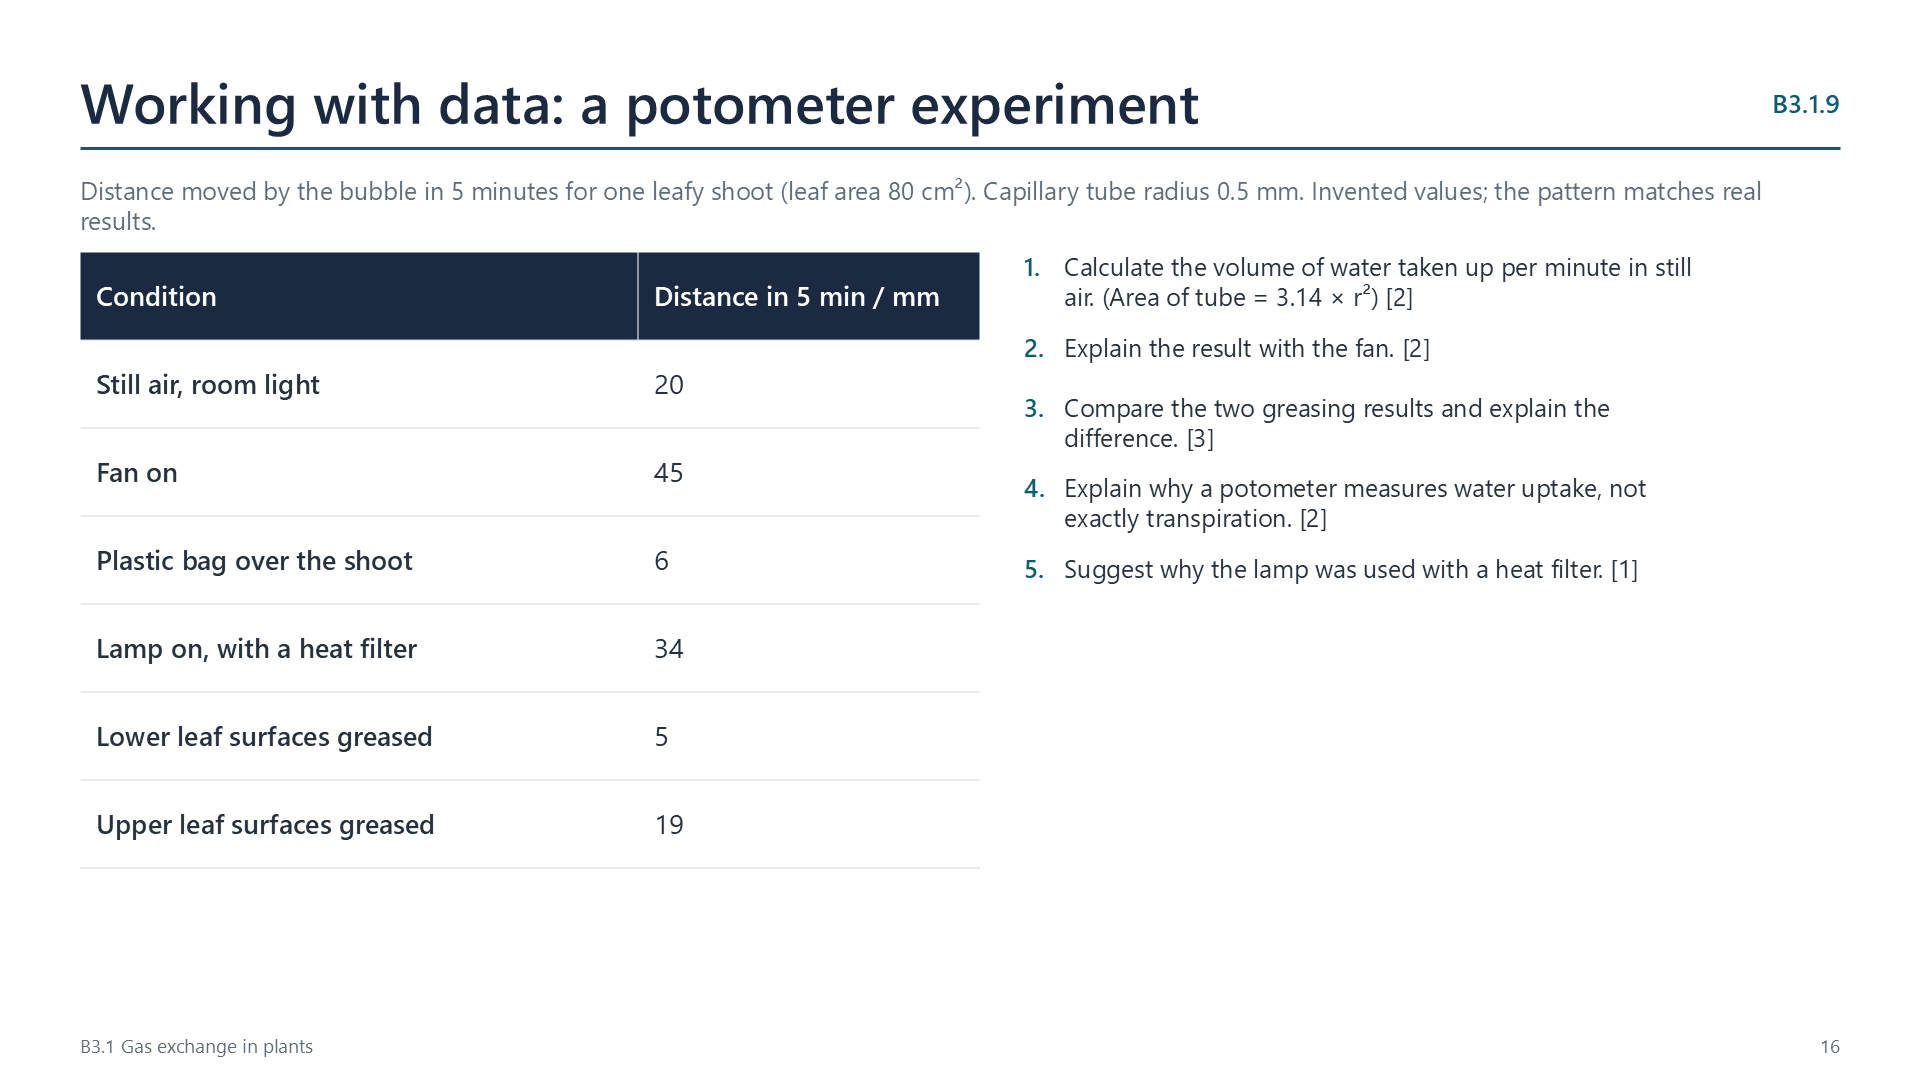 Working with data: a potometer experiment
B3.1.9
Distance moved by the bubble in 5 minutes for one leafy shoot (leaf area 80 cm²). Capillary tube radius 0.5 mm. Invented values; the pattern matches real
results.
Condition
Distance in 5 min / mm
Still air, room light
20
Fan on
45
Plastic bag over the shoot
6
Lamp on, with a heat filter
34
Lower leaf surfaces greased
5
Upper leaf surfaces greased
19
1. Calculate the volume of water taken up per minute in still
air. (Area of tube = 3.14 × r²) [2]
2. Explain the result with the fan. [2]
3. Compare the two greasing results and explain the
difference. [3]
4. Explain why a potometer measures water uptake, not
exactly transpiration. [2]
5. Suggest why the lamp was used with a heat filter. [1]
B3.1 Gas exchange in plants
16